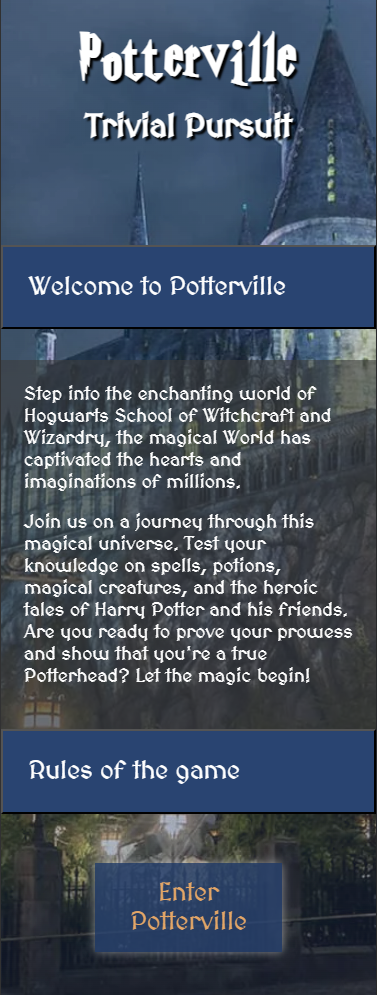 Potterville
Trivial Pursuit
Welcome to Potterville
Step into the enchanting world of
Hogwarts School of Witchcraft and
Wizardry, the magical World has
captivated the hearts and
imaginations of millions.
Join us on a journey through this
magical universe. Test your
knowledge on spells, potions,
magical creatures, and the heroic
tales of Harry Potter and his friends.
Are you ready to prove your prowess
and show that you're a true
Potterhead? Let the magic begin!
Rules of the game
Enter
Potterville